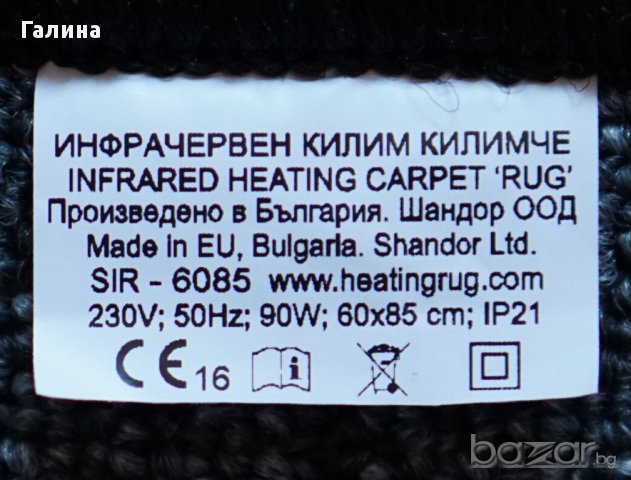 Галина
ИНФРАЧЕРВЕН КИЛИМ КИЛИМЧЕ
INFRARED HEATING CARPET ‘RUG’
Произведено в България. Шандор ООД
Made in EU, Bulgaria. Shandor Ltd.
SIR - 6085 www.heatingrug.com
230V; 50Hz; 90W; 60x85 cm; IP21
CE 16 i
bazar.bg